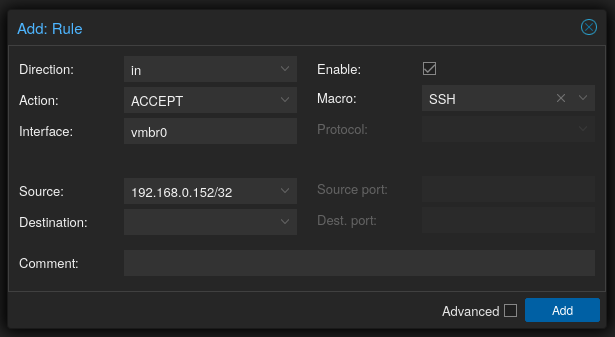 Add: Rule
Direction: in Enable:
Action: ACCEPT Macro: SSH
Interface: vmbr0 Protocol:
Source: 192.168.0.152/32 Source port:
Destination: Dest. port:
Comment:
Advanced Add